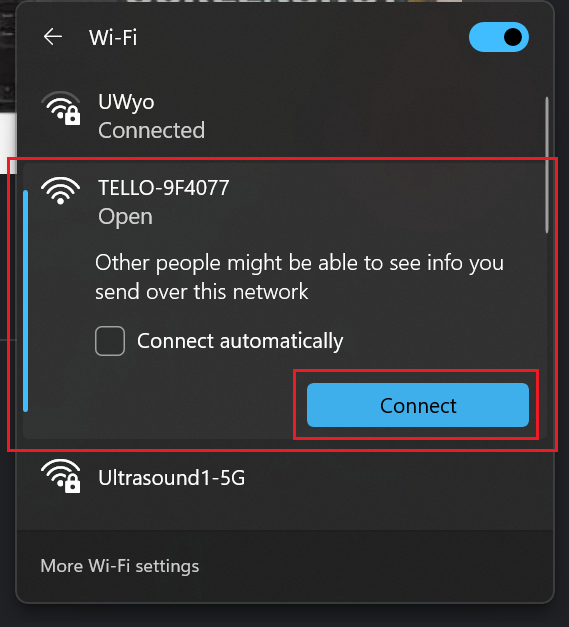 Wi-Fi
UWyo
Connected
TELLO-9F4077
Open
Other people might be able to see info you
send over this network
Connect automatically
Connect
Ultrasound1-5G
More Wi-Fi settings